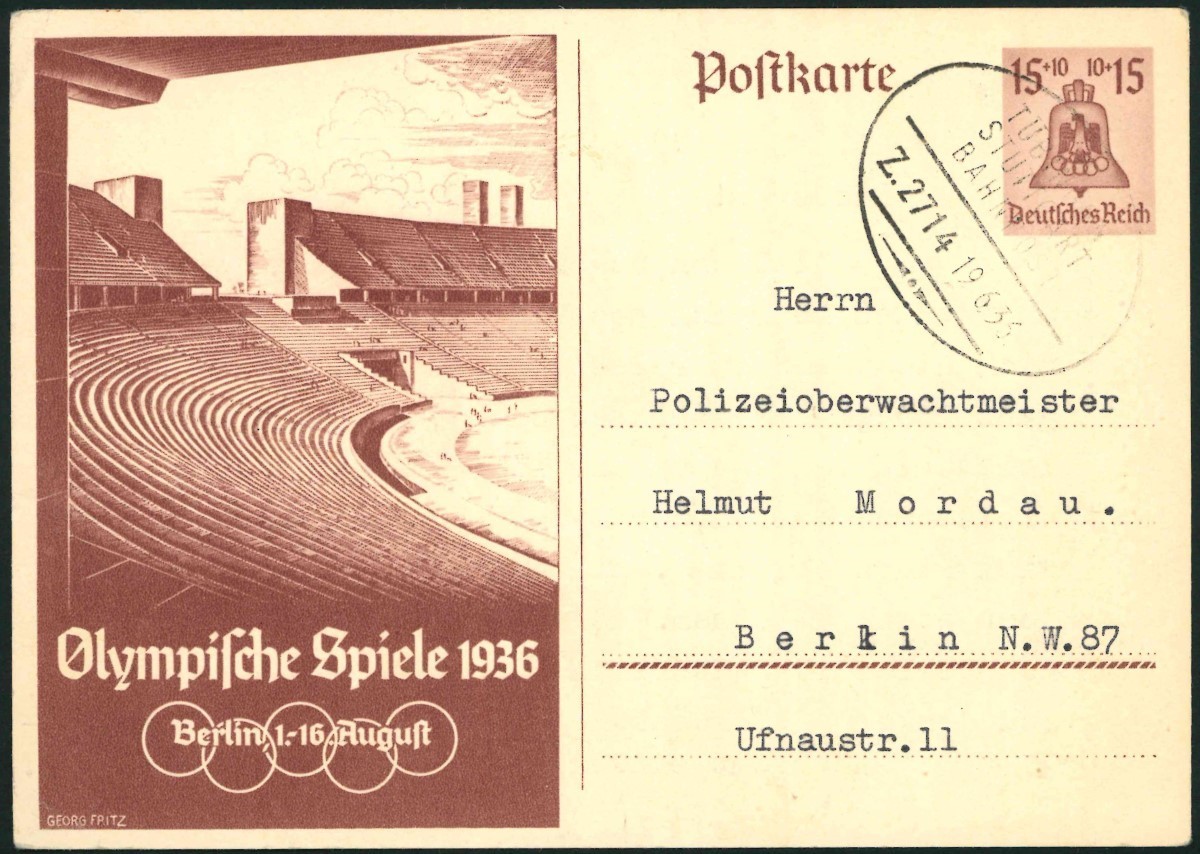 Olympische Spiele 1936
Berlin, 1.-16. August
GEORG FRITZ
Postkarte
15+10 10+15
Deutsches Reich
STUTTGART
Z.2714 19.6.36
Herrn
Polizeioberwachtmeister
Helmut Mordau.
Berlin N.W.87
Ufnaustr.11